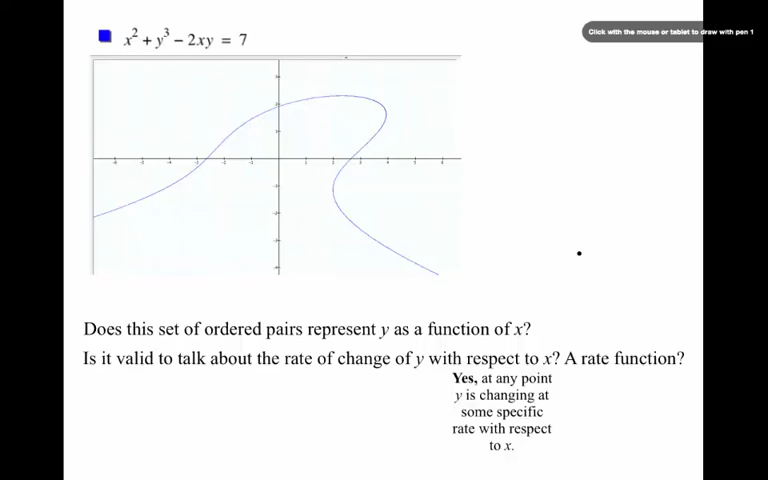 Click with the mouse or tablet to draw with pen 1
x² + y³ − 2xy = 7
Does this set of ordered pairs represent y as a function of x?
Is it valid to talk about the rate of change of y with respect to x? A rate function?
Yes, at any point
y is changing at
some specific
rate with respect
to x.